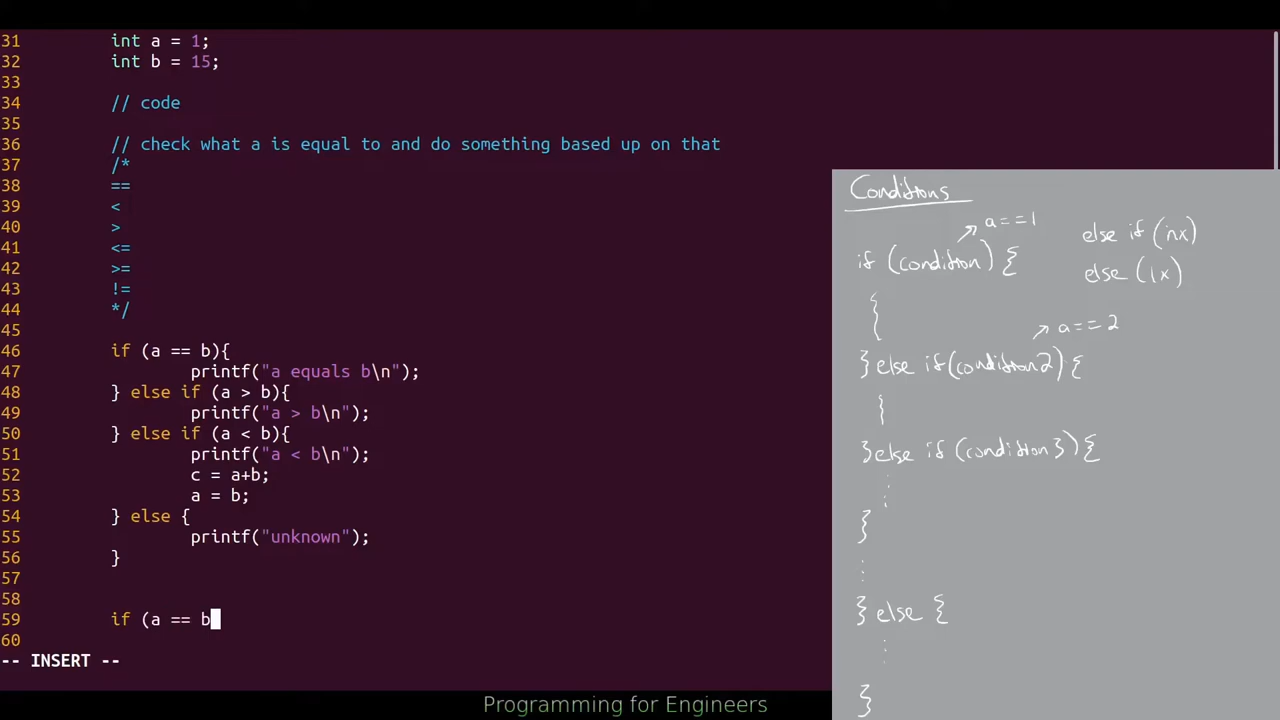 31 int a = 1;
32 int b = 15;
33
34 // code
35
36 // check what a is equal to and do something based up on that
37 /*
38 ==
39 <
40 >
41 <=
42 >=
43 !=
44 */
45
46 if (a == b){
47 printf("a equals b\n");
48 } else if (a > b){
49 printf("a > b\n");
50 } else if (a < b){
51 printf("a < b\n");
52 c = a+b;
53 a = b;
54 } else {
55 printf("unknown");
56 }
57
58
59 if (a == b
60
-- INSERT --
Conditions
a==1
if (condition) {
else if (nx)
else (1x)
{
a==2
} else if (condition2) {
}
} else if (condition3) {
}
} else {
}
Programming for Engineers